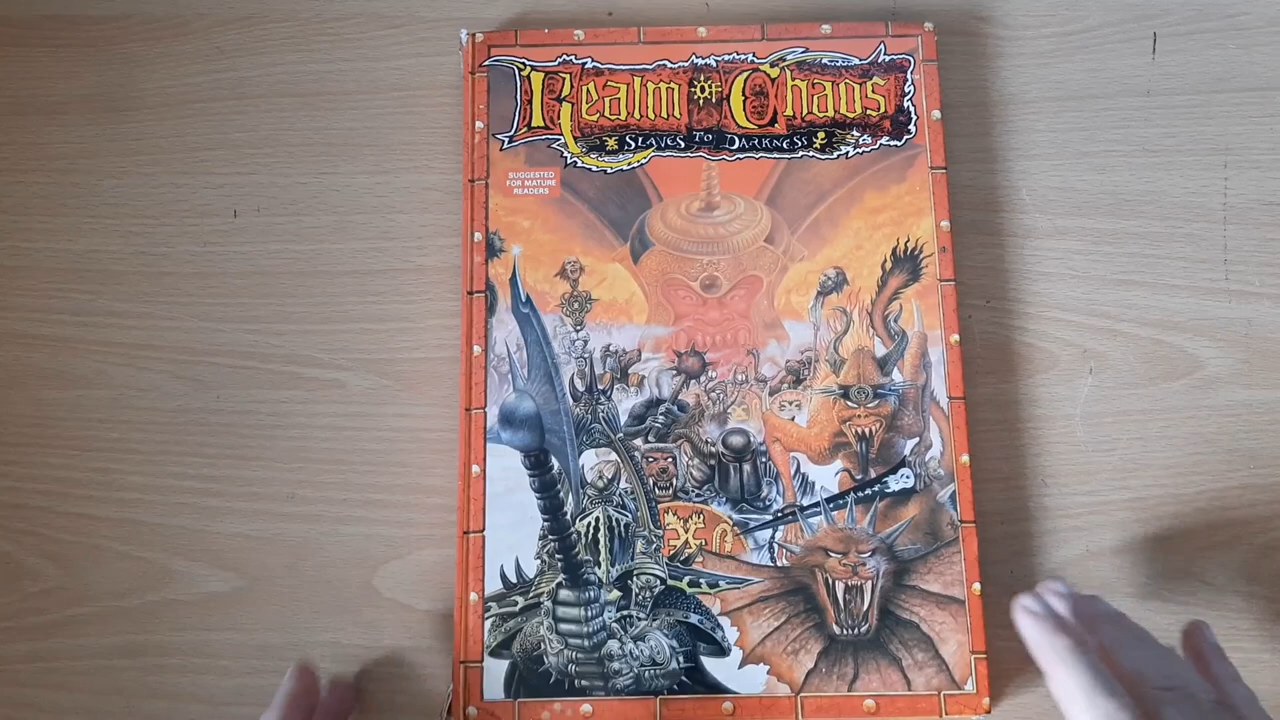 Realm of Chaos
Slaves to Darkness
SUGGESTED
FOR MATURE
READERS